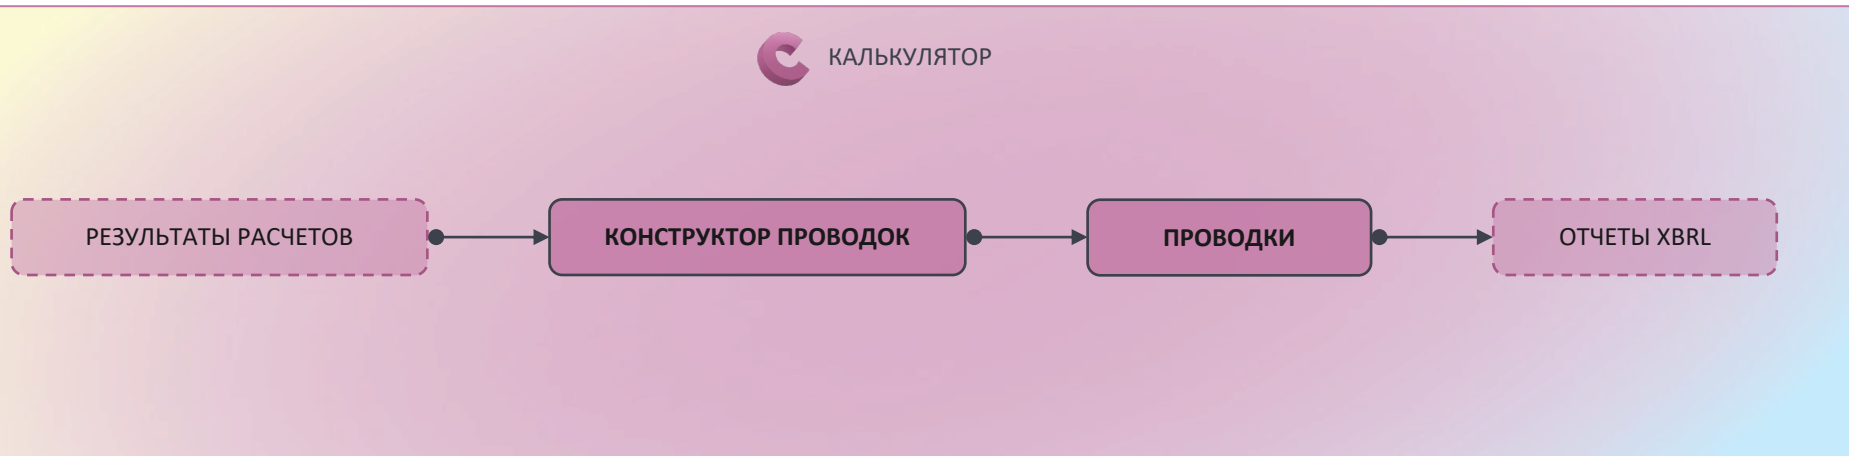 КАЛЬКУЛЯТОР
РЕЗУЛЬТАТЫ РАСЧЕТОВ
КОНСТРУКТОР ПРОВОДОК
ПРОВОДКИ
ОТЧЕТЫ XBRL